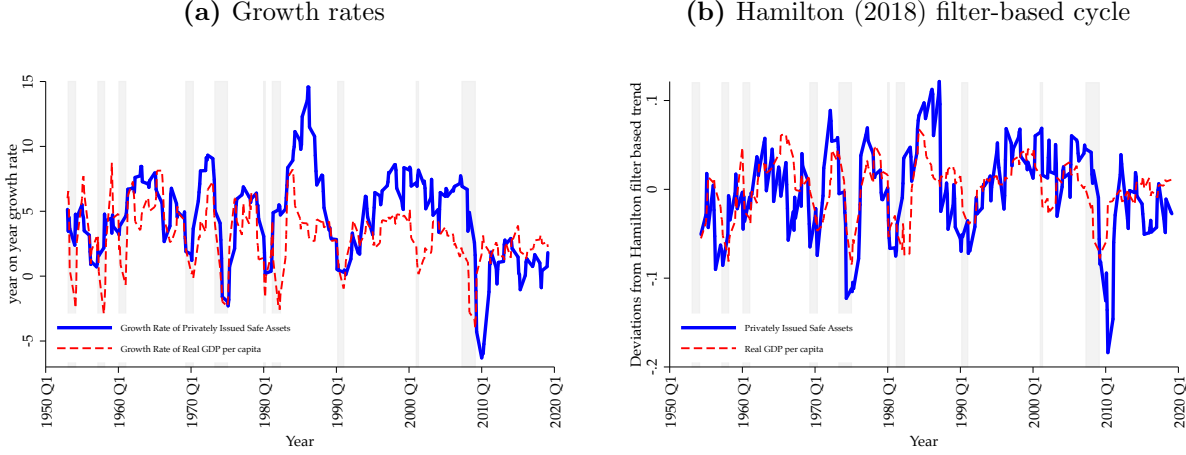 (a) Growth rates
year on year growth rate
15
10
5
0
-5
Growth Rate of Privately Issued Safe Assets
Growth Rate of Real GDP per capita
1950 Q1
1960 Q1
1970 Q1
1980 Q1
1990 Q1
2000 Q1
2010 Q1
2020 Q1
Year
(b) Hamilton (2018) filter-based cycle
Deviations from Hamilton filter based trend
.1
0
-.1
-.2
Privately Issued Safe Assets
Real GDP per capita
1950 Q1
1960 Q1
1970 Q1
1980 Q1
1990 Q1
2000 Q1
2010 Q1
2020 Q1
Year